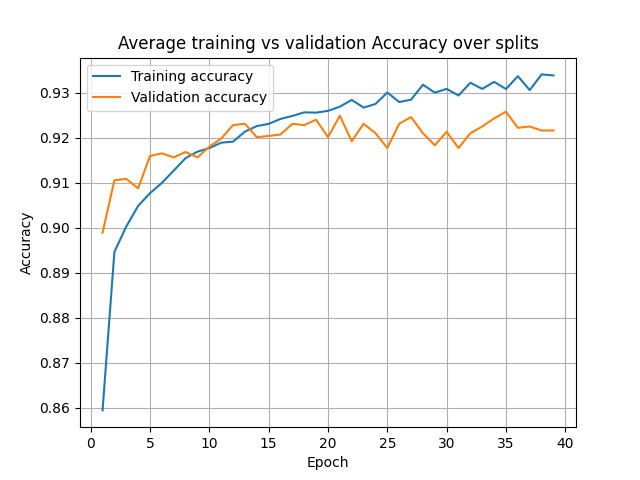 Average training vs validation Accuracy over splits
Training accuracy
Validation accuracy
0.93
0.92
0.91
0.90
0.89
0.88
0.87
0.86
Accuracy
0 5 10 15 20 25 30 35 40
Epoch